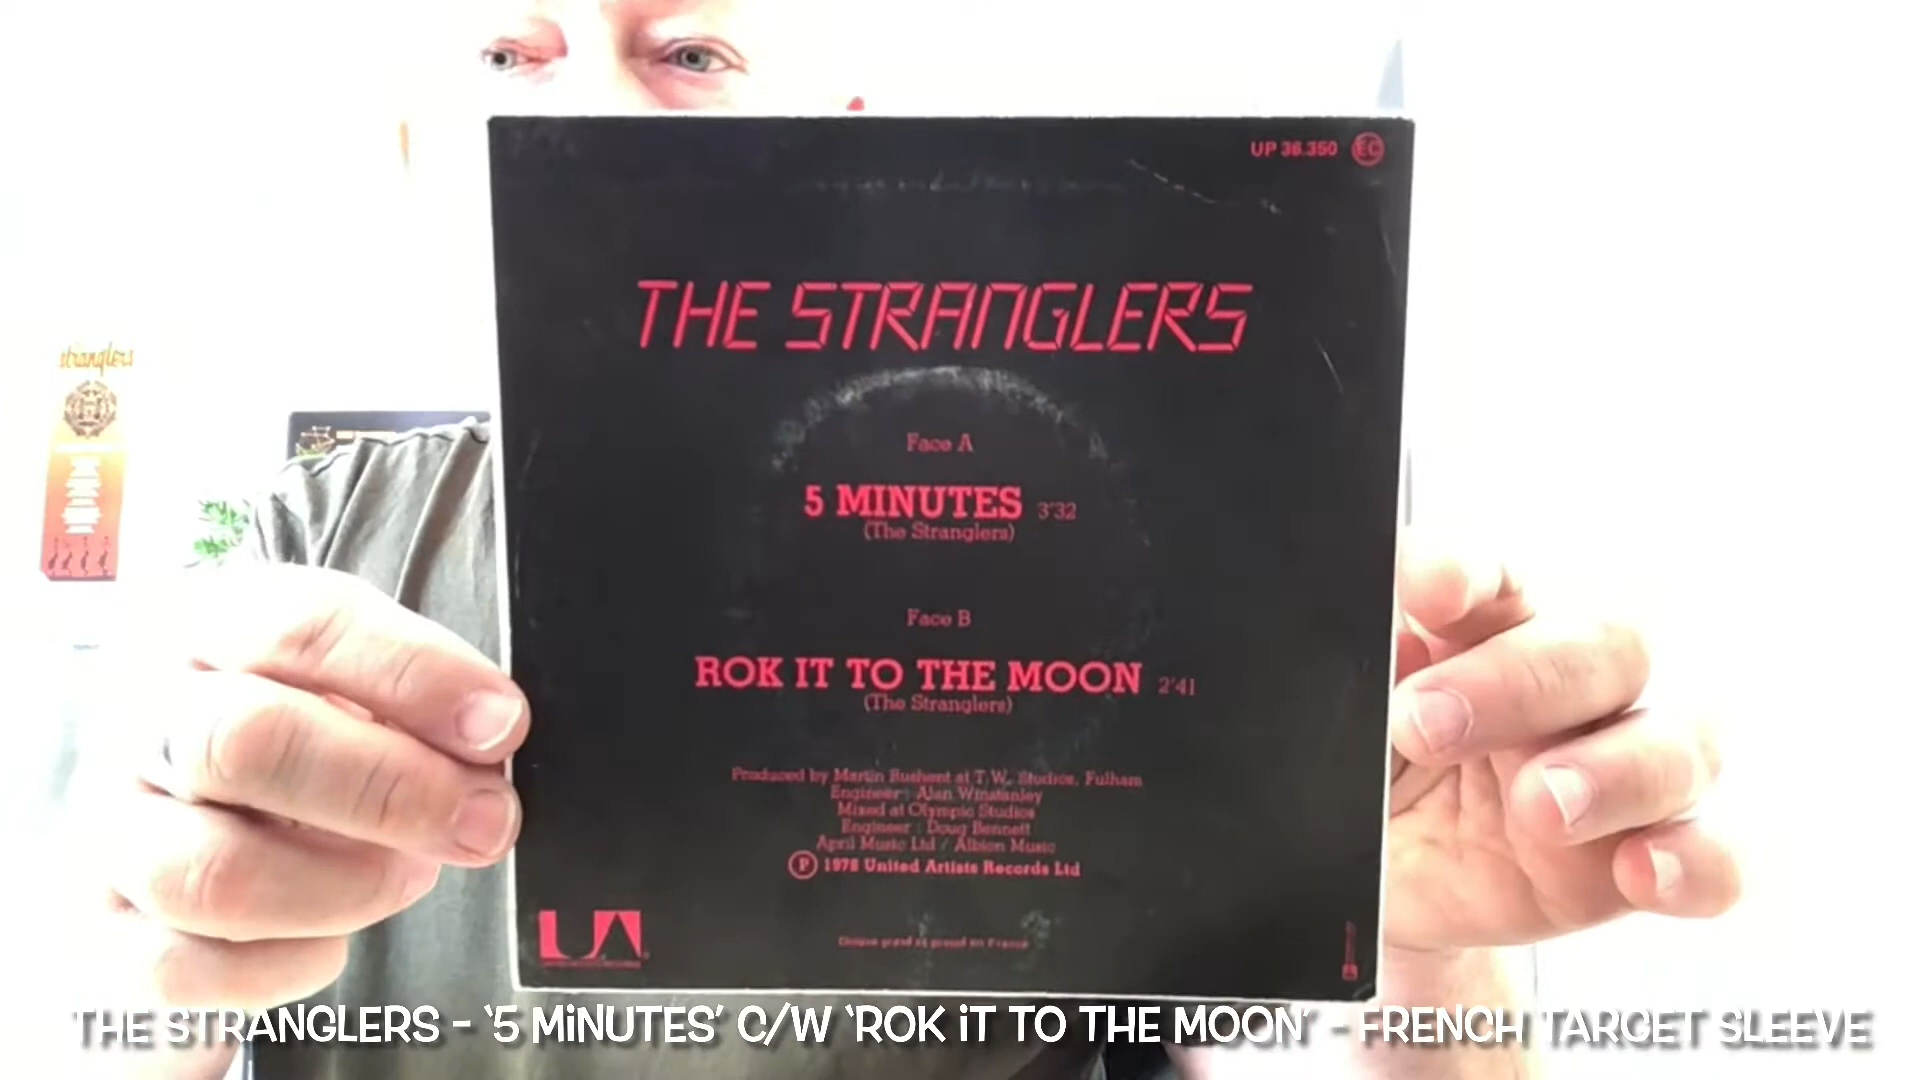 UP 36.350 EC
THE STRANGLERS
stranglers
Face A
5 MINUTES 3'32
(The Stranglers)
Face B
ROK IT TO THE MOON 2'41
(The Stranglers)
Produced by Martin Rushent at T.W. Studios, Fulham
Engineer : Alan Winstanley
Mixed at Olympic Studios
Engineer : Doug Bennett
April Music Ltd / Albion Music
Ⓟ 1978 United Artists Records Ltd
UA
THE STRANGLERS - '5 MiNUTES' C/W 'ROK iT TO THE MOON' - FRENCH TARGET SLEEVE